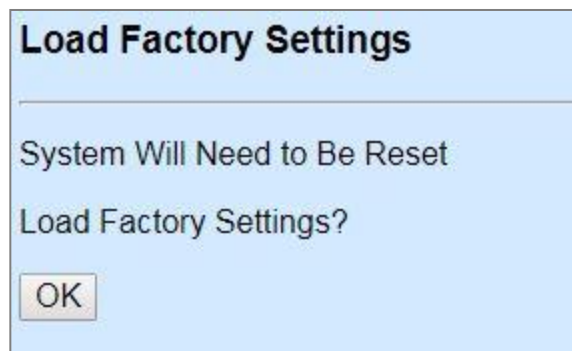 Load Factory Settings
System Will Need to Be Reset
Load Factory Settings?
OK